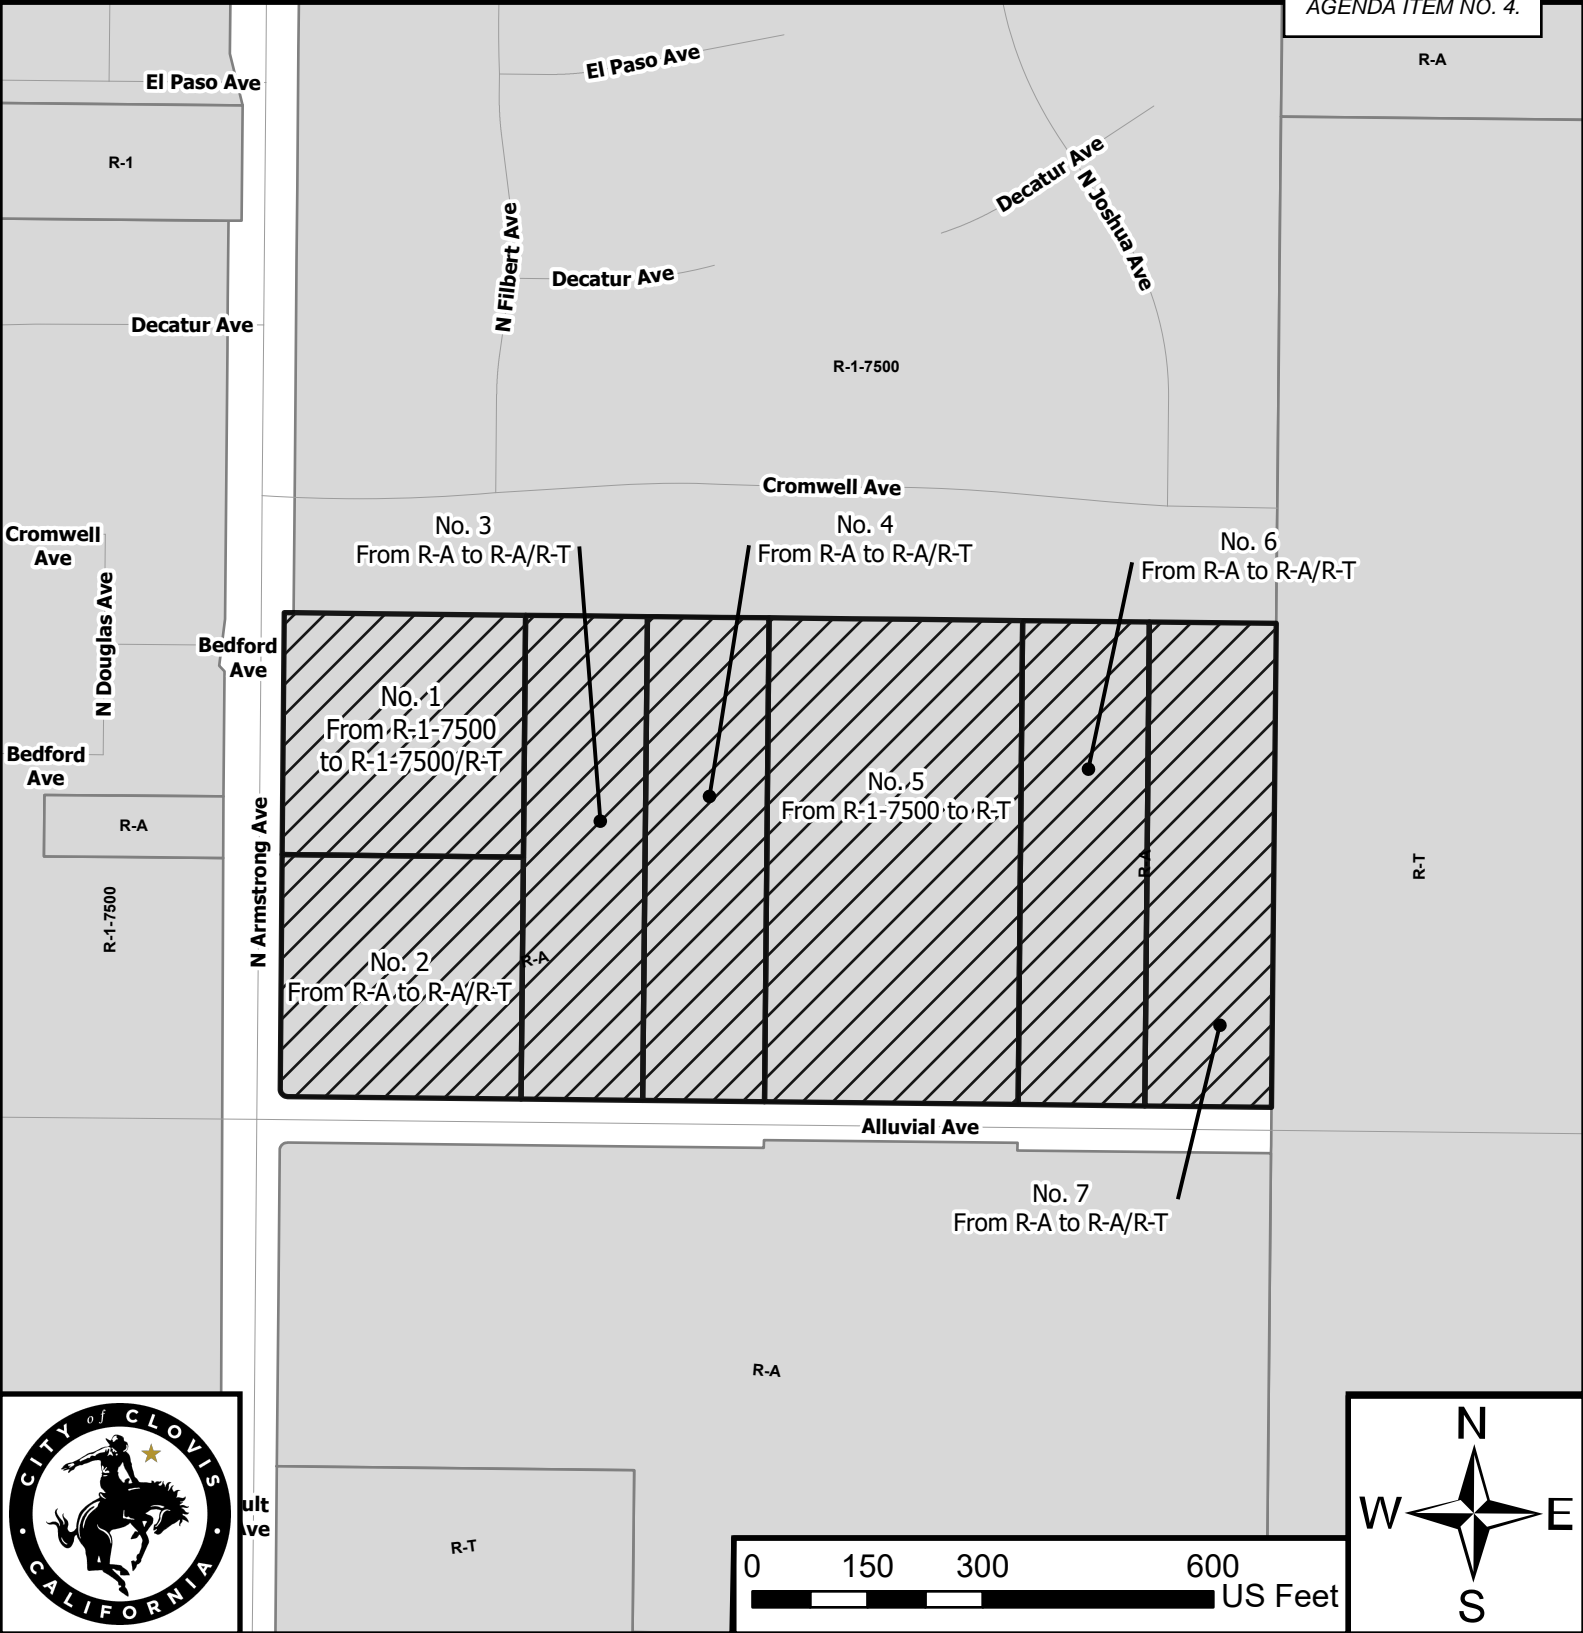 AGENDA ITEM NO. 4.
R-A
El Paso Ave
El Paso Ave
R-1
Decatur Ave
N Joshua Ave
N Filbert Ave
Decatur Ave
Decatur Ave
R-1-7500
Cromwell Ave
Cromwell
Ave
No. 3
From R-A to R-A/R-T
No. 4
From R-A to R-A/R-T
No. 6
From R-A to R-A/R-T
N Douglas Ave
Bedford
Ave
No. 1
From R-1-7500
to R-1-7500/R-T
Bedford
Ave
No. 5
From R-1-7500 to R-T
R-A
R-A
R-T
N Armstrong Ave
R-1-7500
No. 2
From R-A to R-A/R-T
R-A
Alluvial Ave
No. 7
From R-A to R-A/R-T
R-A
CITY of CLOVIS
CALIFORNIA
ult
Ave
R-T
0 150 300 600
US Feet
N
W E
S